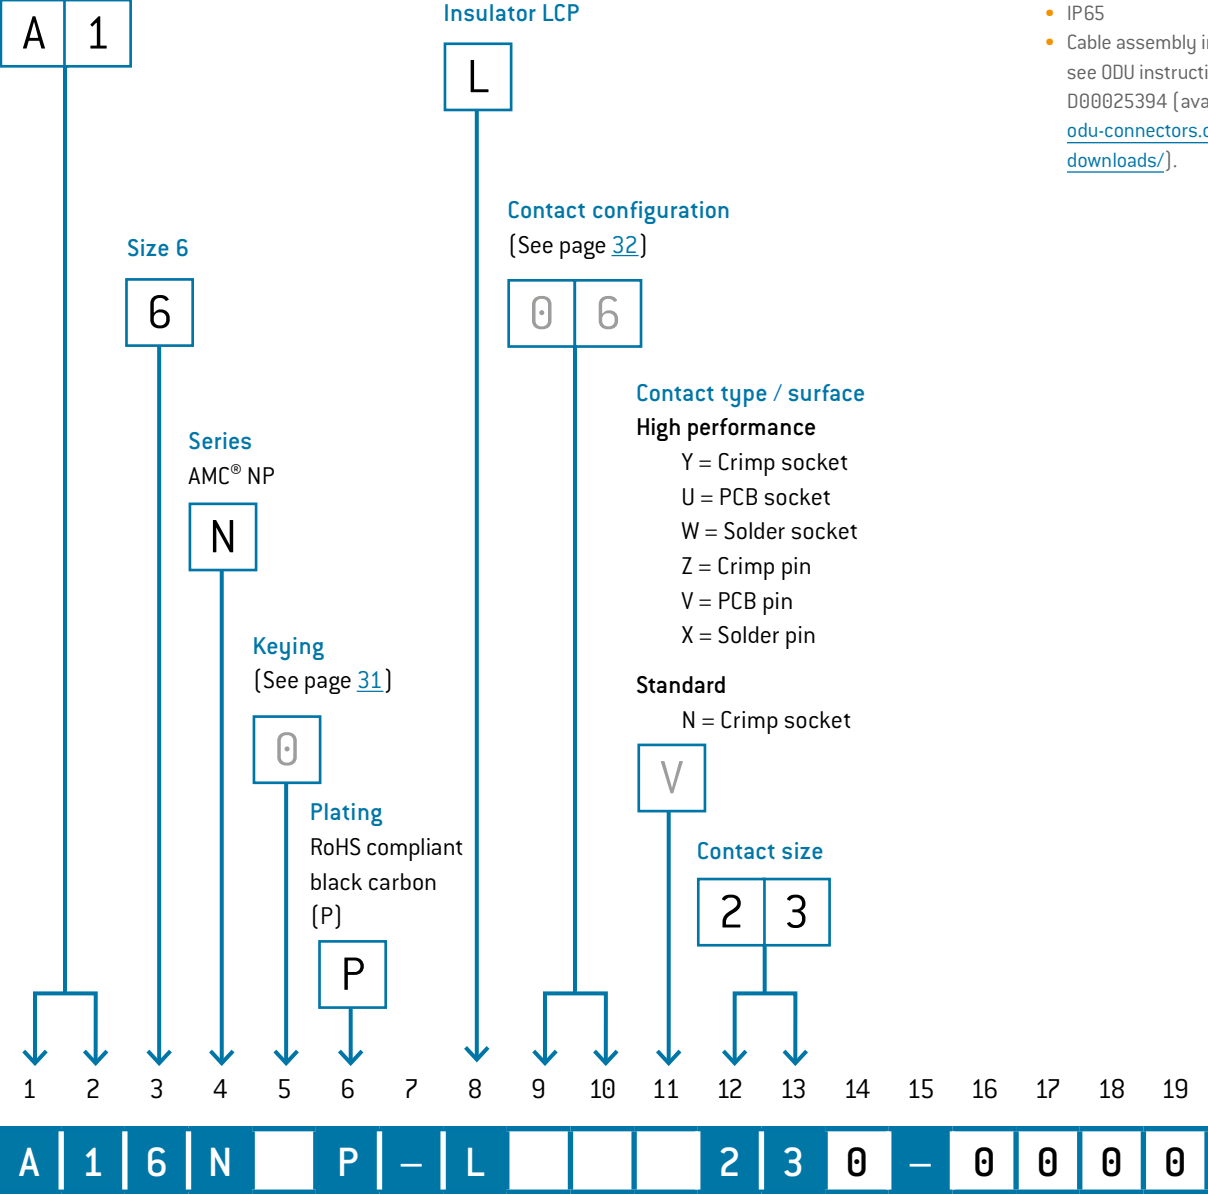 A 1
Insulator LCP
L
• IP65
• Cable assembly
see ODU
D00025394
odu-connectors.
downloads/).
Contact configuration
(See page 32)
0 6
Size 6
6
Contact type / surface
High performance
Y = Crimp socket
U = PCB socket
W = Solder socket
Z = Crimp pin
V = PCB pin
X = Solder pin
Series
AMC® NP
N
Keying
(See page 31)
0
Standard
N = Crimp socket
V
Plating
RoHS compliant
black carbon
(P)
P
Contact size
2 3
1 2 3 4 5 6 7 8 9 10 11 12 13 14 15 16 17 18 19
A 1 6 N P – L 2 3 0 – 0 0 0 0